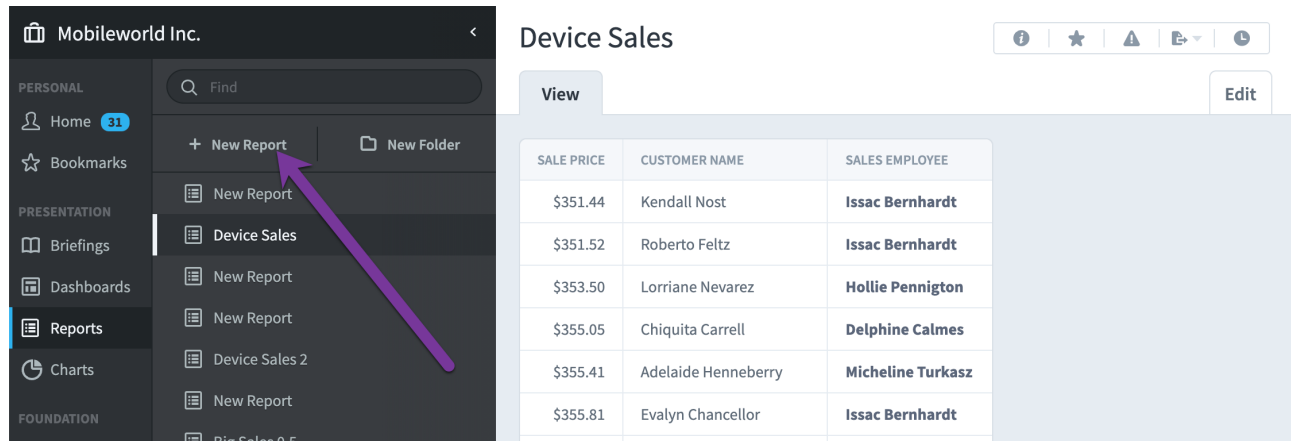 Mobileworld Inc.
PERSONAL
Home 31
Bookmarks
PRESENTATION
Briefings
Dashboards
Reports
Charts
FOUNDATION
Find
New Report
New Folder
New Report
Device Sales
New Report
New Report
Device Sales 2
New Report
Big Sales 0.5
Device Sales
View
Edit
SALE PRICE CUSTOMER NAME SALES EMPLOYEE
$351.44 Kendall Nost Issac Bernhardt
$351.52 Roberto Feltz Issac Bernhardt
$353.50 Lorriane Nevarez Hollie Pennigton
$355.05 Chiquita Carrell Delphine Calmes
$355.41 Adelaide Henneberry Micheline Turkasz
$355.81 Evalyn Chancellor Issac Bernhardt